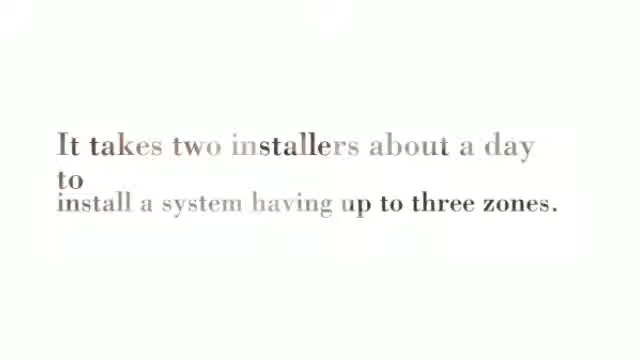 It takes two installers about a day
to
install a system having up to three zones.